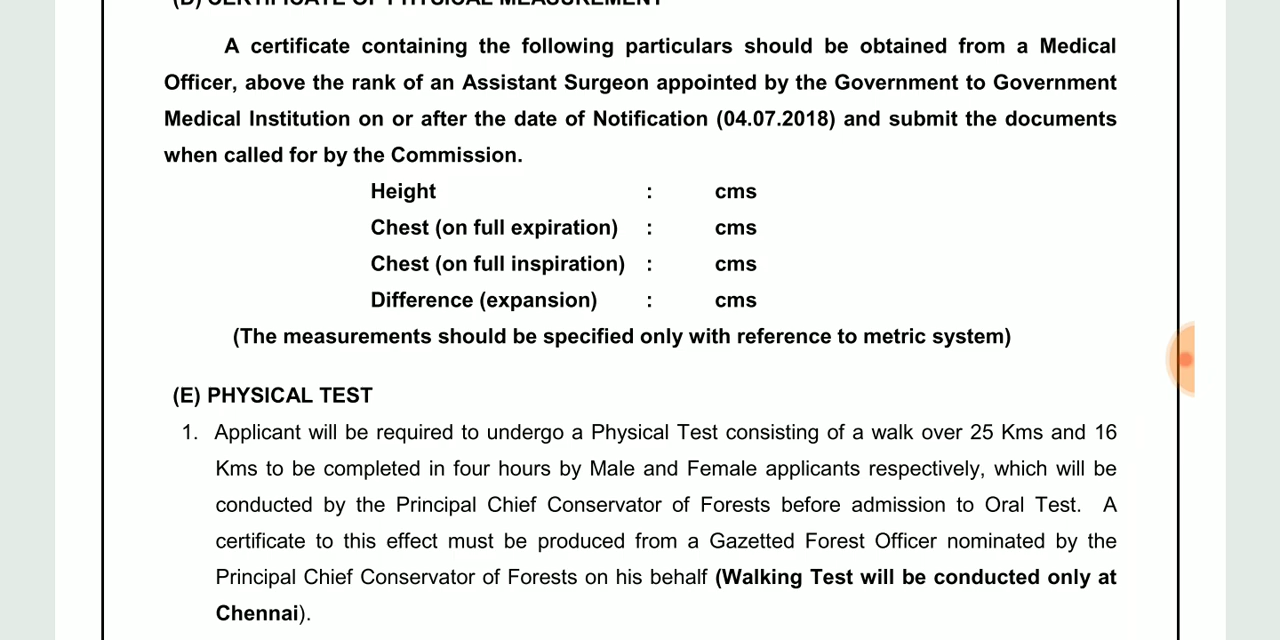 (D) CERTIFICATE OF PHYSICAL MEASUREMENT
A certificate containing the following particulars should be obtained from a Medical
Officer, above the rank of an Assistant Surgeon appointed by the Government to Government
Medical Institution on or after the date of Notification (04.07.2018) and submit the documents
when called for by the Commission.
Height : cms
Chest (on full expiration) : cms
Chest (on full inspiration) : cms
Difference (expansion) : cms
(The measurements should be specified only with reference to metric system)
(E) PHYSICAL TEST
1. Applicant will be required to undergo a Physical Test consisting of a walk over 25 Kms and 16
Kms to be completed in four hours by Male and Female applicants respectively, which will be
conducted by the Principal Chief Conservator of Forests before admission to Oral Test. A
certificate to this effect must be produced from a Gazetted Forest Officer nominated by the
Principal Chief Conservator of Forests on his behalf (Walking Test will be conducted only at
Chennai).